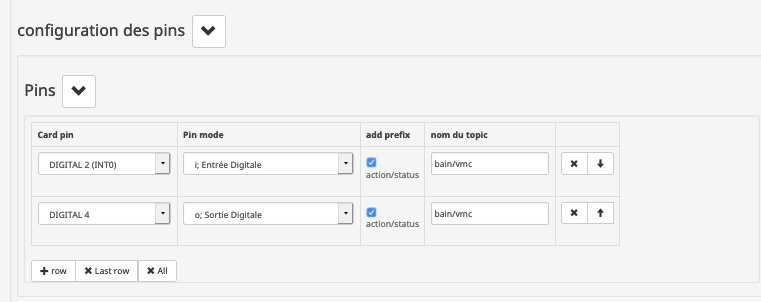 configuration des pins
Pins
Card pin Pin mode add prefix nom du topic
DIGITAL 2 (INT0) i; Entrée Digitale bain/vmc
action/status
DIGITAL 4 o; Sortie Digitale bain/vmc
action/status
+ row × Last row × All